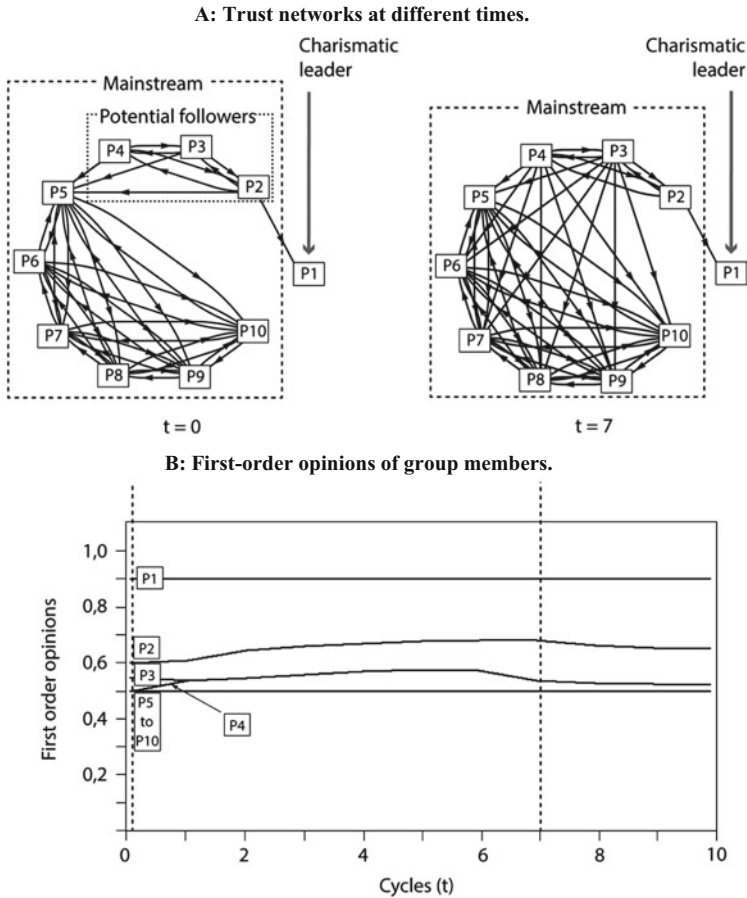 A: Trust networks at different times.
Charismatic
leader
Mainstream
Potential followers
P4
P3
P2
P5
P6
P1
P7
P10
P8
P9
t = 0
Charismatic
leader
Mainstream
P4
P3
P5
P2
P6
P1
P7
P10
P8
P9
t = 7
B: First-order opinions of group members.
First order opinions
1,0
0,8
0,6
0,4
0,2
P1
P2
P3
P5
to
P10
P4
0
2
4
6
8
10
Cycles (t)